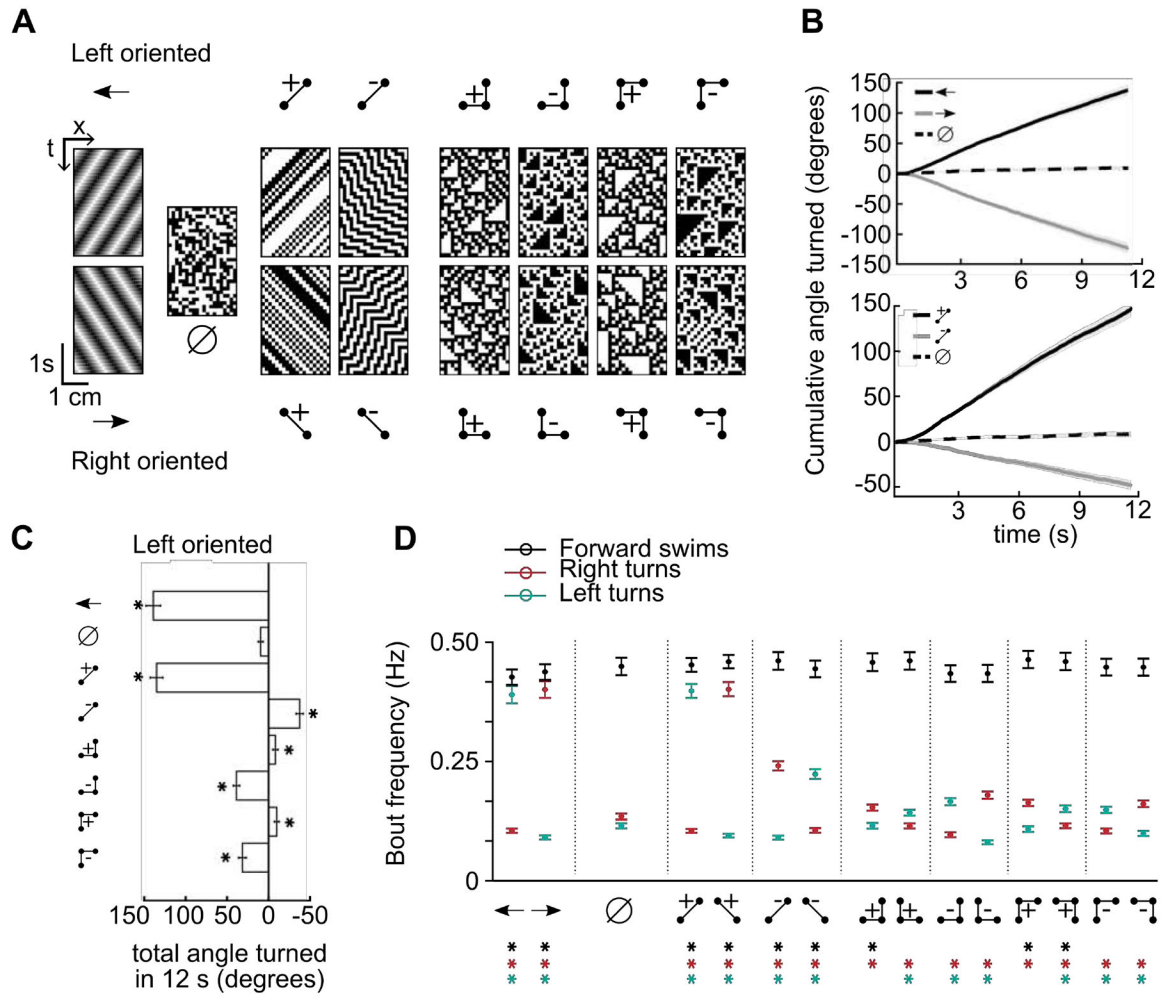 A
Left oriented
+ - + - + -
x
t
∅
1s
1 cm
+ - + - + -
Right oriented
B
Cumulative angle turned (degrees)
150
100
50
0
-50
-100
-150
∅
3 6 9 12
150
100
50
0
-50
+
-
∅
3 6 9 12
time (s)
C
Left oriented
*
∅
+ *
- *
+ *
- *
+ *
- *
150 100 50 0 -50
total angle turned
in 12 s (degrees)
D
Forward swims
Right turns
Left turns
Bout frequency (Hz)
0.50
0.25
0
∅ + + - - + + - - + + - -
* * * * * * *
* * * * * * * * * * * * *
* * * * * * * * * * * *